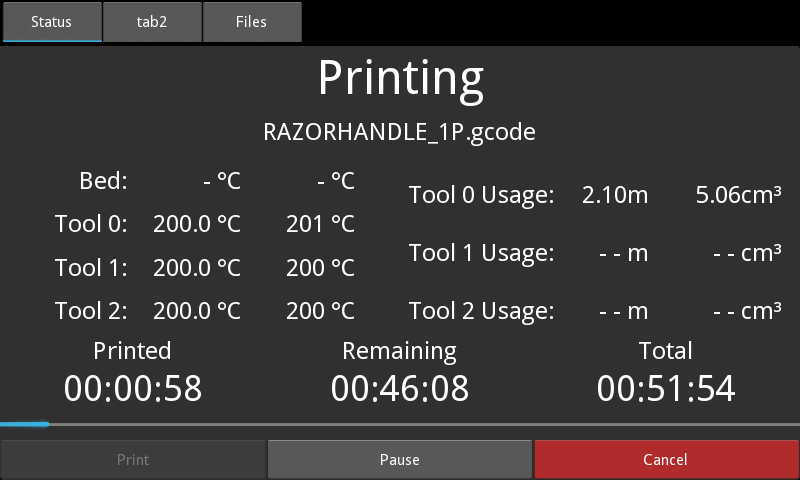 Status tab2 Files
Printing
RAZORHANDLE_1P.gcode
Bed: - °C - °C
Tool 0: 200.0 °C 201 °C
Tool 1: 200.0 °C 200 °C
Tool 2: 200.0 °C 200 °C
Tool 0 Usage: 2.10m 5.06cm³
Tool 1 Usage: - - m - - cm³
Tool 2 Usage: - - m - - cm³
Printed Remaining Total
00:00:58 00:46:08 00:51:54
Print Pause Cancel